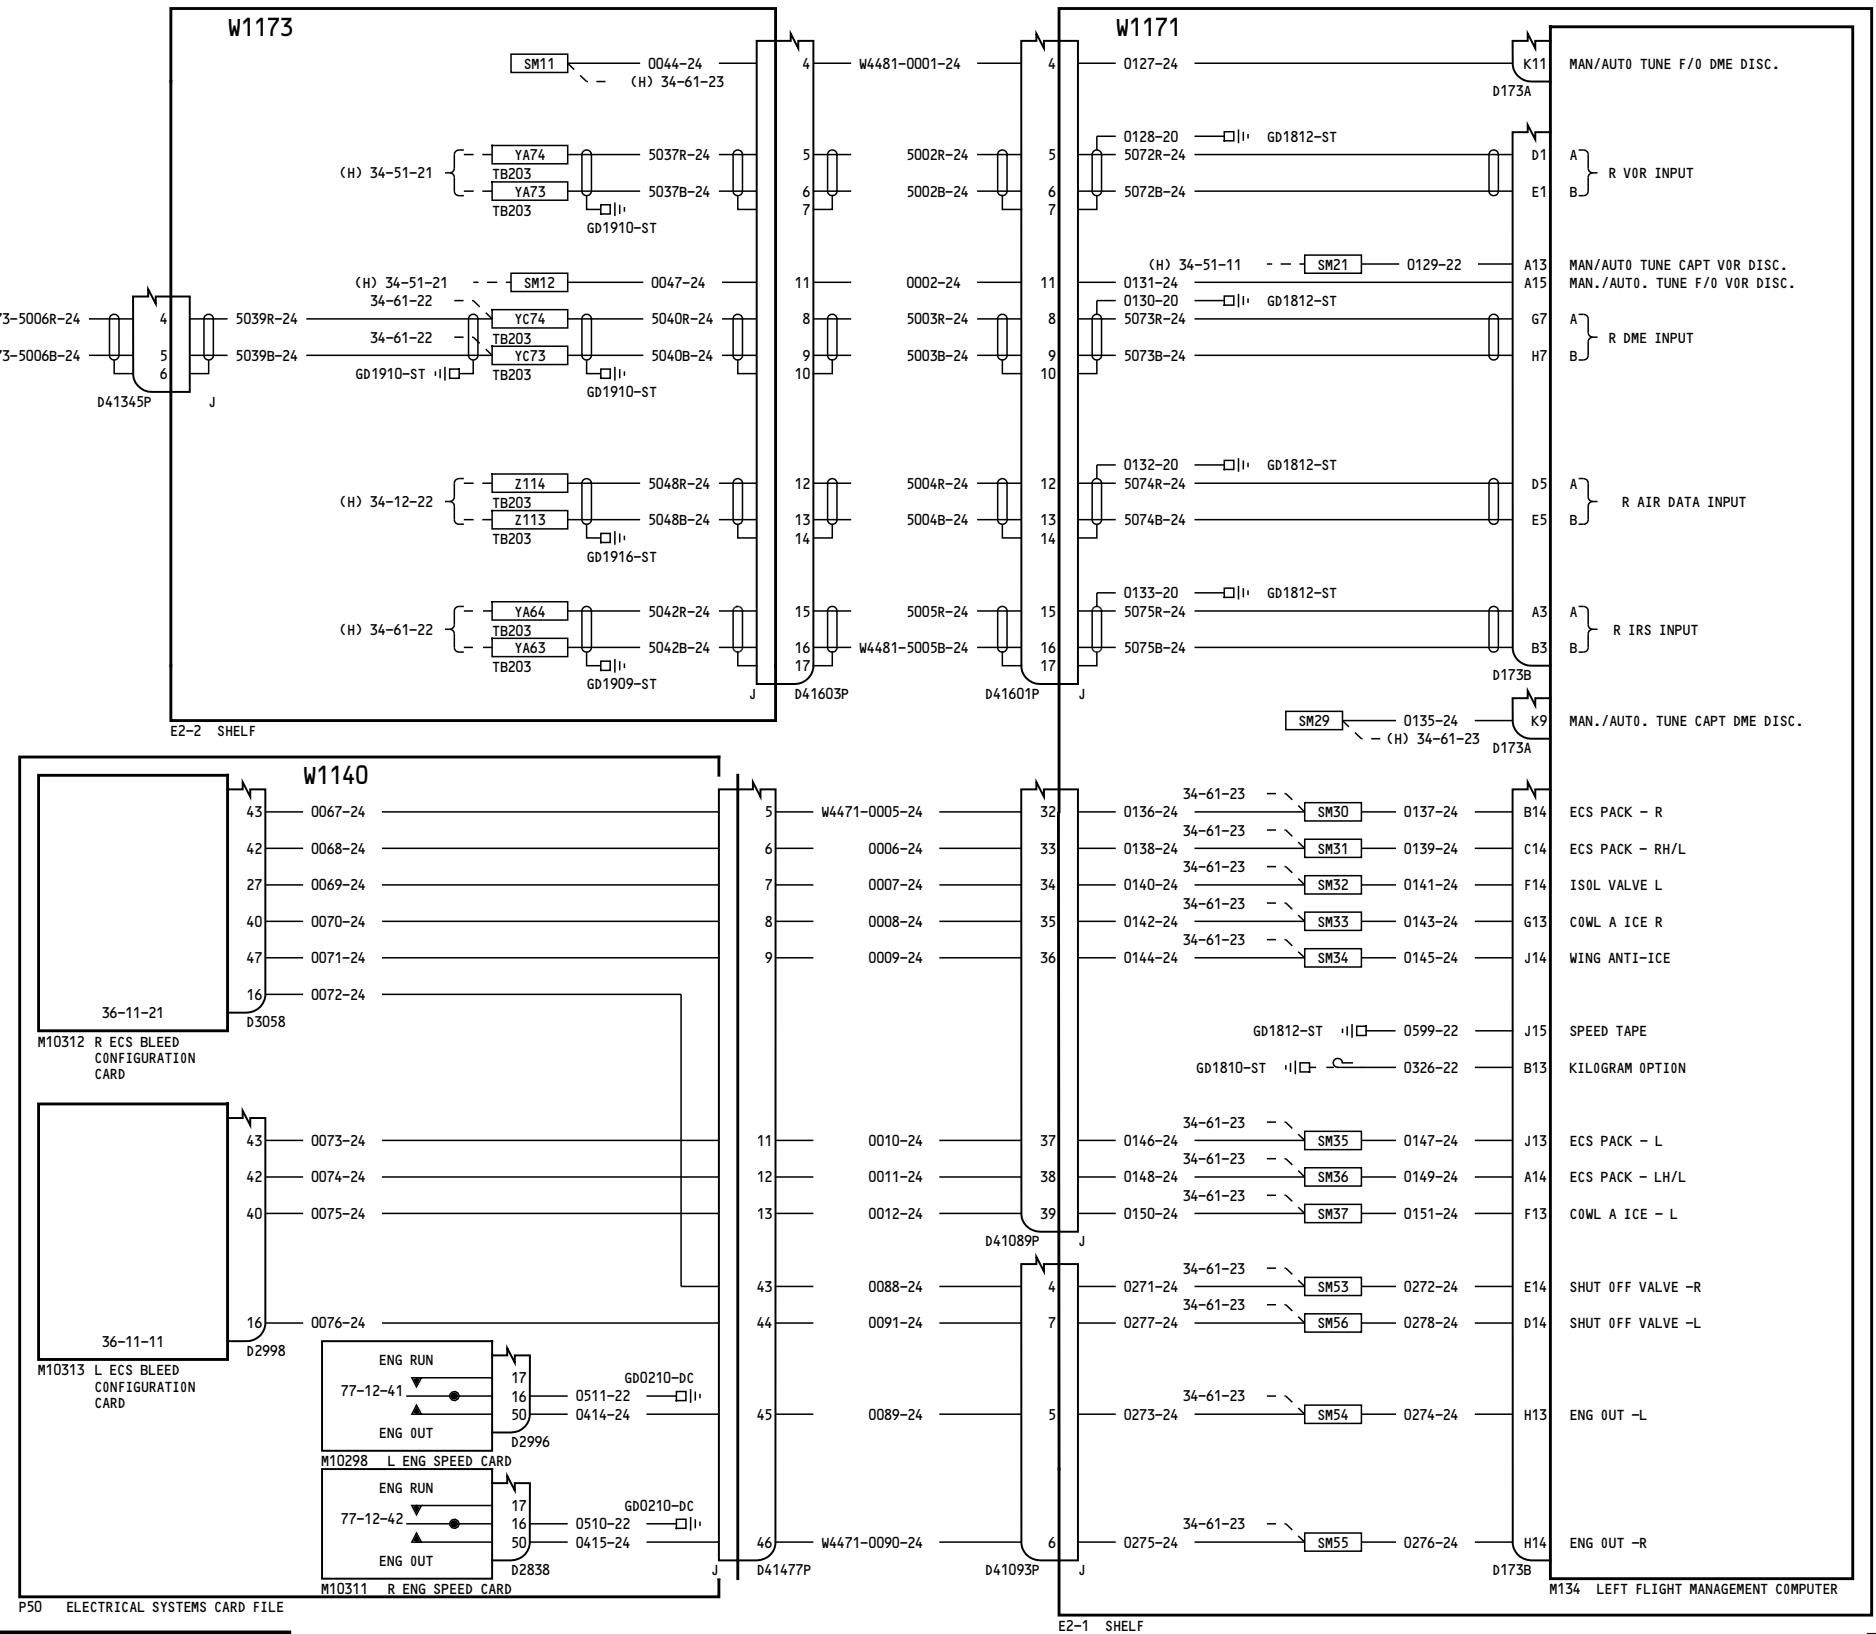 W1173
W1171
SM11 0044-24 4 W4481-0001-24 4 0127-24 K11 MAN/AUTO TUNE F/O DME DISC.
(H) 34-61-23
D173A
0128-20 GD1812-ST
YA74 5037R-24 5 5002R-24 5 5072R-24 D1 A
(H) 34-51-21 TB203 R VOR INPUT
YA73 5037B-24 6 5002B-24 6 5072B-24 E1 B
TB203 7 7
GD1910-ST
(H) 34-51-11 SM21 0129-22 A13 MAN/AUTO TUNE CAPT VOR DISC.
(H) 34-51-21 SM12 0047-24 11 0002-24 11 0131-24 A15 MAN./AUTO. TUNE F/O VOR DISC.
34-61-22 0130-20 GD1812-ST
73-5006R-24 4 5039R-24 YC74 5040R-24 8 5003R-24 8 5073R-24 G7 A
34-61-22 TB203 R DME INPUT
73-5006B-24 5 5039B-24 YC73 5040B-24 9 5003B-24 9 5073B-24 H7 B
6 GD1910-ST TB203 10 10
GD1910-ST
D41345P J
0132-20 GD1812-ST
Z114 5048R-24 12 5004R-24 12 5074R-24 D5 A
(H) 34-12-22 TB203 R AIR DATA INPUT
Z113 5048B-24 13 5004B-24 13 5074B-24 E5 B
TB203 14 14
GD1916-ST
0133-20 GD1812-ST
YA64 5042R-24 15 5005R-24 15 5075R-24 A3 A
(H) 34-61-22 TB203 R IRS INPUT
YA63 5042B-24 16 W4481-5005B-24 16 5075B-24 B3 B
TB203 17 17
GD1909-ST D173B
J D41603P D41601P J
SM29 0135-24 K9 MAN./AUTO. TUNE CAPT DME DISC.
E2-2 SHELF
(H) 34-61-23 D173A
W1140
34-61-23
43 0067-24 5 W4471-0005-24 32 0136-24 SM30 0137-24 B14 ECS PACK - R
34-61-23
42 0068-24 6 0006-24 33 0138-24 SM31 0139-24 C14 ECS PACK - RH/L
34-61-23
27 0069-24 7 0007-24 34 0140-24 SM32 0141-24 F14 ISOL VALVE L
34-61-23
40 0070-24 8 0008-24 35 0142-24 SM33 0143-24 G13 COWL A ICE R
34-61-23
47 0071-24 9 0009-24 36 0144-24 SM34 0145-24 J14 WING ANTI-ICE
16 0072-24
36-11-21
D3058
GD1812-ST 0599-22 J15 SPEED TAPE
M10312 R ECS BLEED
CONFIGURATION
CARD
GD1810-ST 0326-22 B13 KILOGRAM OPTION
34-61-23
43 0073-24 11 0010-24 37 0146-24 SM35 0147-24 J13 ECS PACK - L
34-61-23
42 0074-24 12 0011-24 38 0148-24 SM36 0149-24 A14 ECS PACK - LH/L
34-61-23
40 0075-24 13 0012-24 39 0150-24 SM37 0151-24 F13 COWL A ICE - L
D41089P J
34-61-23
43 0088-24 4 0271-24 SM53 0272-24 E14 SHUT OFF VALVE -R
34-61-23
16 0076-24 44 0091-24 7 0277-24 SM56 0278-24 D14 SHUT OFF VALVE -L
36-11-11
D2998
M10313 L ECS BLEED
CONFIGURATION
CARD
ENG RUN
17 GD0210-DC
77-12-41 16 0511-22 34-61-23
50 0414-24 45 0089-24 5 0273-24 SM54 0274-24 H13 ENG OUT -L
ENG OUT
D2996
M10298 L ENG SPEED CARD
ENG RUN
17 GD0210-DC
77-12-42 16 0510-22 34-61-23
50 0415-24 46 W4471-0090-24 6 0275-24 SM55 0276-24 H14 ENG OUT -R
ENG OUT
D2838 J D41477P D41093P J D173B
M10311 R ENG SPEED CARD
M134 LEFT FLIGHT MANAGEMENT COMPUTER
P50 ELECTRICAL SYSTEMS CARD FILE
E2-1 SHELF